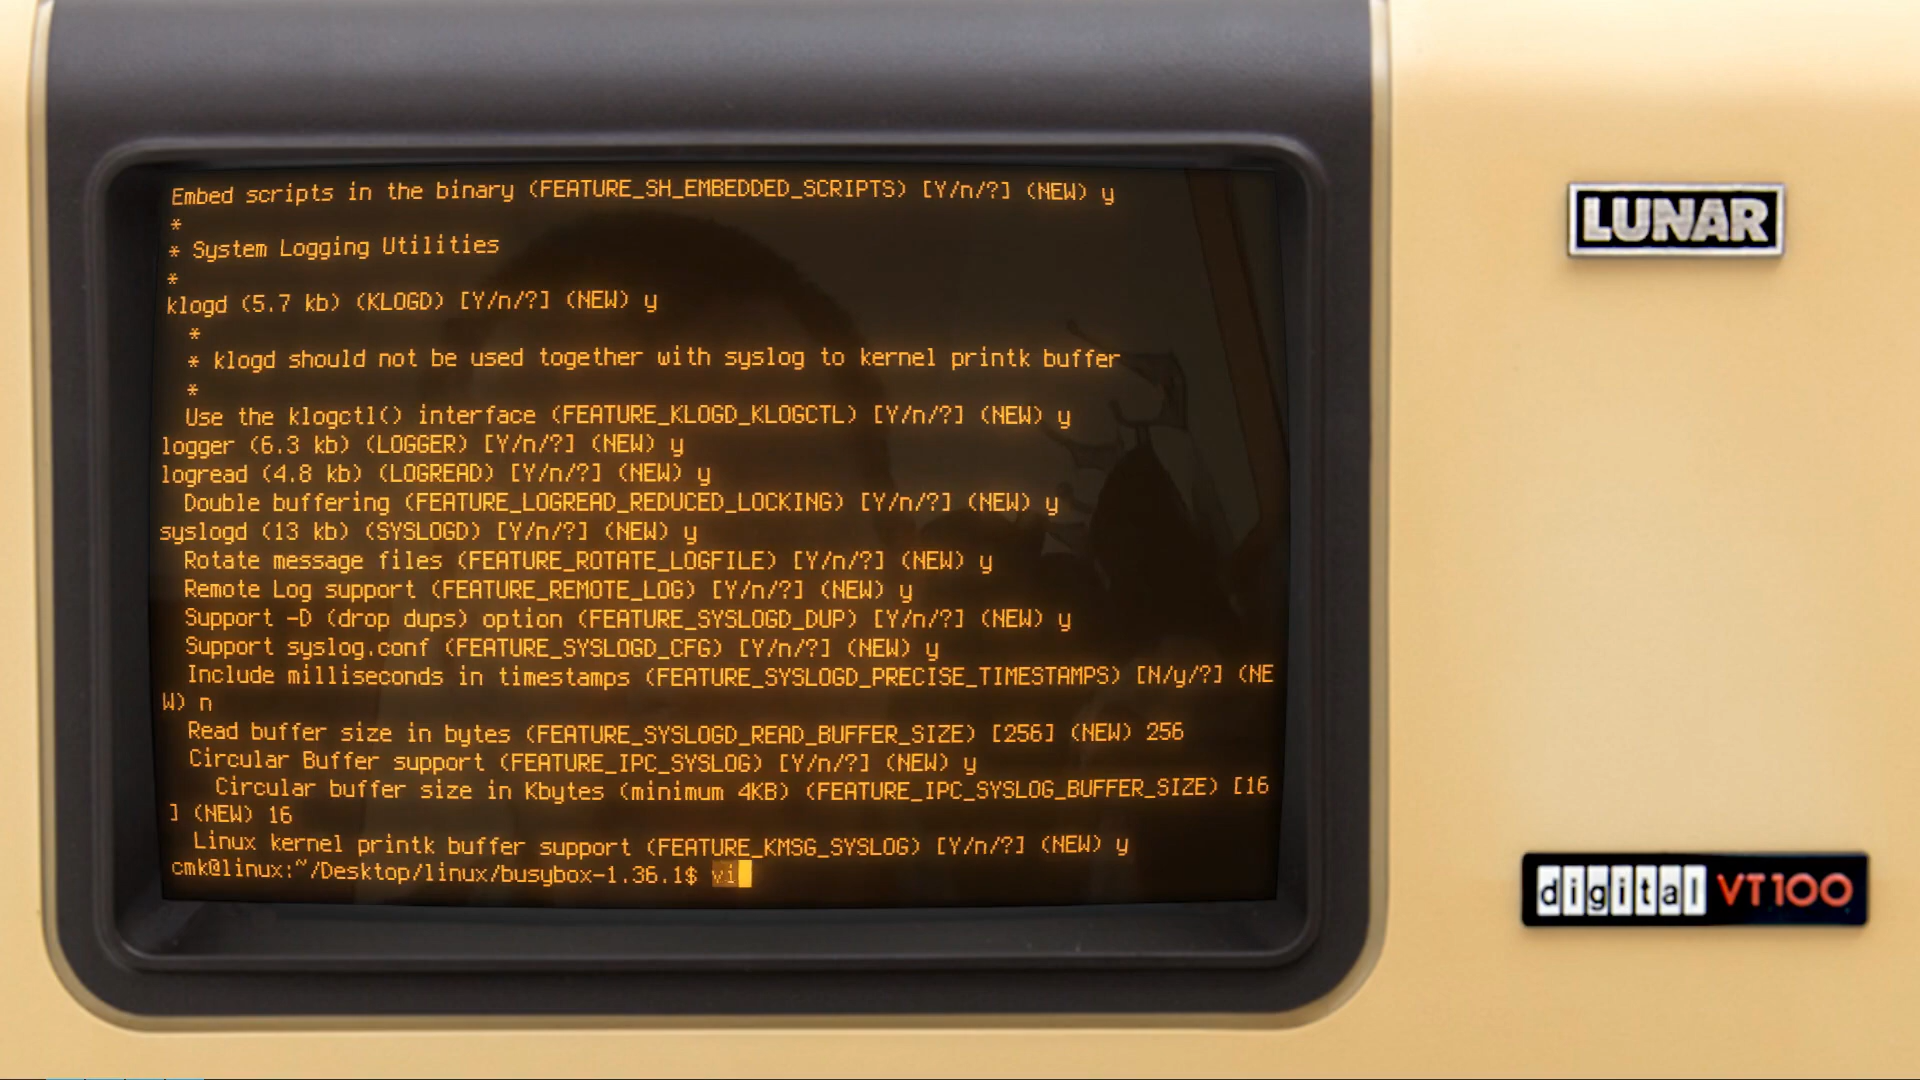 Embed scripts in the binary (FEATURE_SH_EMBEDDED_SCRIPTS) [Y/n/?] (NEW) y
*
* System Logging Utilities
*
klogd (5.7 kb) (KLOGD) [Y/n/?] (NEW) y
*
* klogd should not be used together with syslog to kernel printk buffer
*
Use the klogctl() interface (FEATURE_KLOGD_KLOGCTL) [Y/n/?] (NEW) y
logger (6.3 kb) (LOGGER) [Y/n/?] (NEW) y
logread (4.8 kb) (LOGREAD) [Y/n/?] (NEW) y
Double buffering (FEATURE_LOGREAD_REDUCED_LOCKING) [Y/n/?] (NEW) y
syslogd (13 kb) (SYSLOGD) [Y/n/?] (NEW) y
Rotate message files (FEATURE_ROTATE_LOGFILE) [Y/n/?] (NEW) y
Remote Log support (FEATURE_REMOTE_LOG) [Y/n/?] (NEW) y
Support -D (drop dups) option (FEATURE_SYSLOGD_DUP) [Y/n/?] (NEW) y
Support syslog.conf (FEATURE_SYSLOGD_CFG) [Y/n/?] (NEW) y
Include milliseconds in timestamps (FEATURE_SYSLOGD_PRECISE_TIMESTAMPS) [N/y/?] (NE
W) n
Read buffer size in bytes (FEATURE_SYSLOGD_READ_BUFFER_SIZE) [256] (NEW) 256
Circular Buffer support (FEATURE_IPC_SYSLOG) [Y/n/?] (NEW) y
Circular buffer size in Kbytes (minimum 4KB) (FEATURE_IPC_SYSLOG_BUFFER_SIZE) [16
] (NEW) 16
Linux kernel printk buffer support (FEATURE_KMSG_SYSLOG) [Y/n/?] (NEW) y
cmk@linux:~/Desktop/linux/busybox-1.36.1$ vi
LUNAR
digital VT100